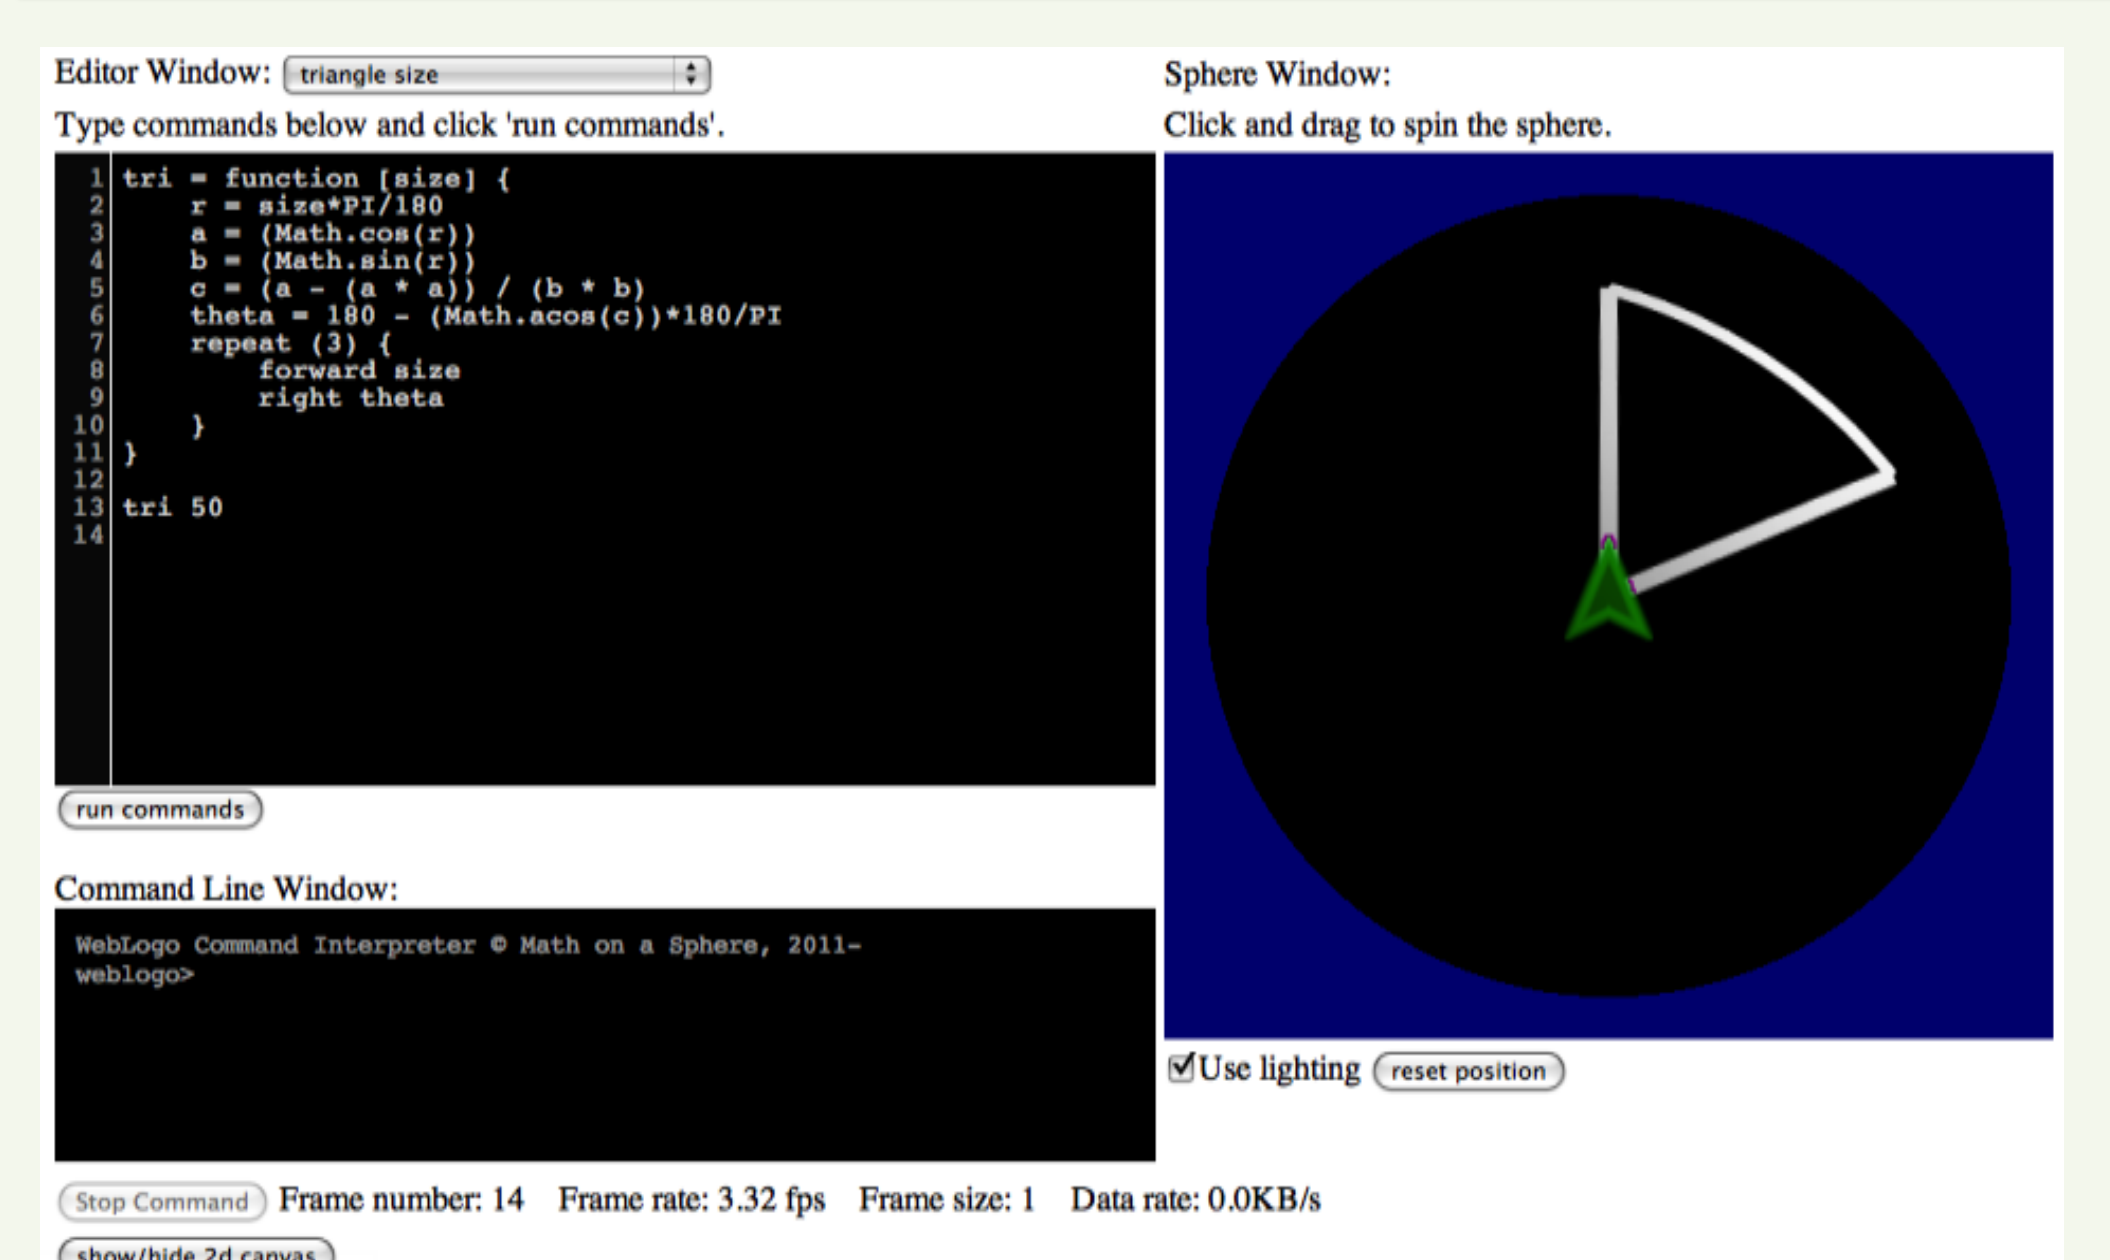 Editor Window: triangle size
Type commands below and click 'run commands'.
1 tri = function [size] {
2 r = size*PI/180
3 a = (Math.cos(r))
4 b = (Math.sin(r))
5 c = (a - (a * a)) / (b * b)
6 theta = 180 - (Math.acos(c))*180/PI
7 repeat (3) {
8 forward size
9 right theta
10 }
11 }
12
13 tri 50
14
run commands
Command Line Window:
WebLogo Command Interpreter © Math on a Sphere, 2011-
weblogo>
Sphere Window:
Click and drag to spin the sphere.
Use lighting reset position
Stop Command Frame number: 14 Frame rate: 3.32 fps Frame size: 1 Data rate: 0.0KB/s
show/hide 2d canvas